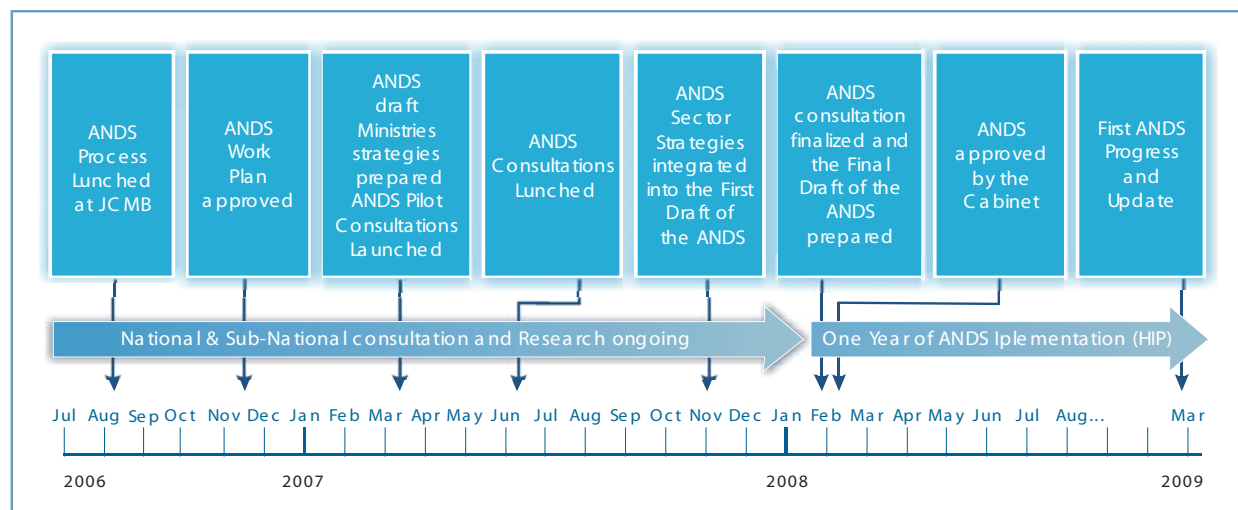 ANDS
Process
Lunched
at JCMB
ANDS
Work
Plan
approved
ANDS
draft
Ministries
strategies
prepared
ANDS Pilot
Consultations
Launched
ANDS
Consultations
Lunched
ANDS
Sector
Strategies
integrated
into the First
Draft of
the ANDS
ANDS
consultation
finalized and
the Final
Draft of the
ANDS
prepared
ANDS
approved
by the
Cabinet
First ANDS
Progress
and
Update
National & Sub-National consultation and Research ongoing
One Year of ANDS Iplementation (HIP)
Jul Aug Sep Oct Nov Dec Jan Feb Mar Apr May Jun Jul Aug Sep Oct Nov Dec Jan Feb Mar Apr May Jun Jul Aug... Mar
2006 2007 2008 2009